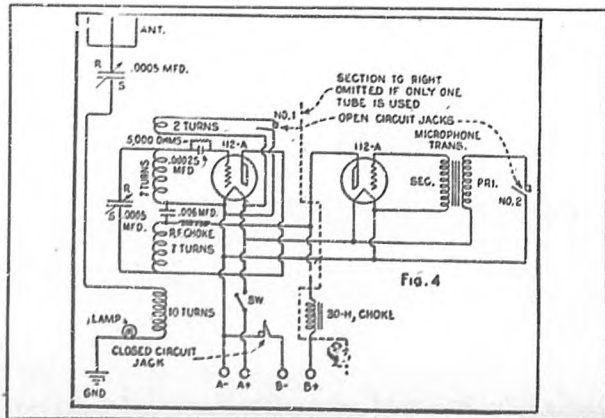 ANT.
R
.0005 MFD.
S
SECTION TO RIGHT
OMITTED IF ONLY ONE
TUBE IS USED
NO.1
OPEN CIRCUIT JACKS
2 TURNS
MICROPHONE
TRANS.
5,000 OHMS
112-A
112-A
.00025
MFD
7 TURNS
SEC.
PRI.
R
S
.0005
MFD.
.006 MFD.
NO.2
R.F. CHOKE
7 TURNS
FIG. 4
SW
10 TURNS
30-H, CHOKE
LAMP
CLOSED CIRCUIT
JACK
GND
A-
A+
B-
B+